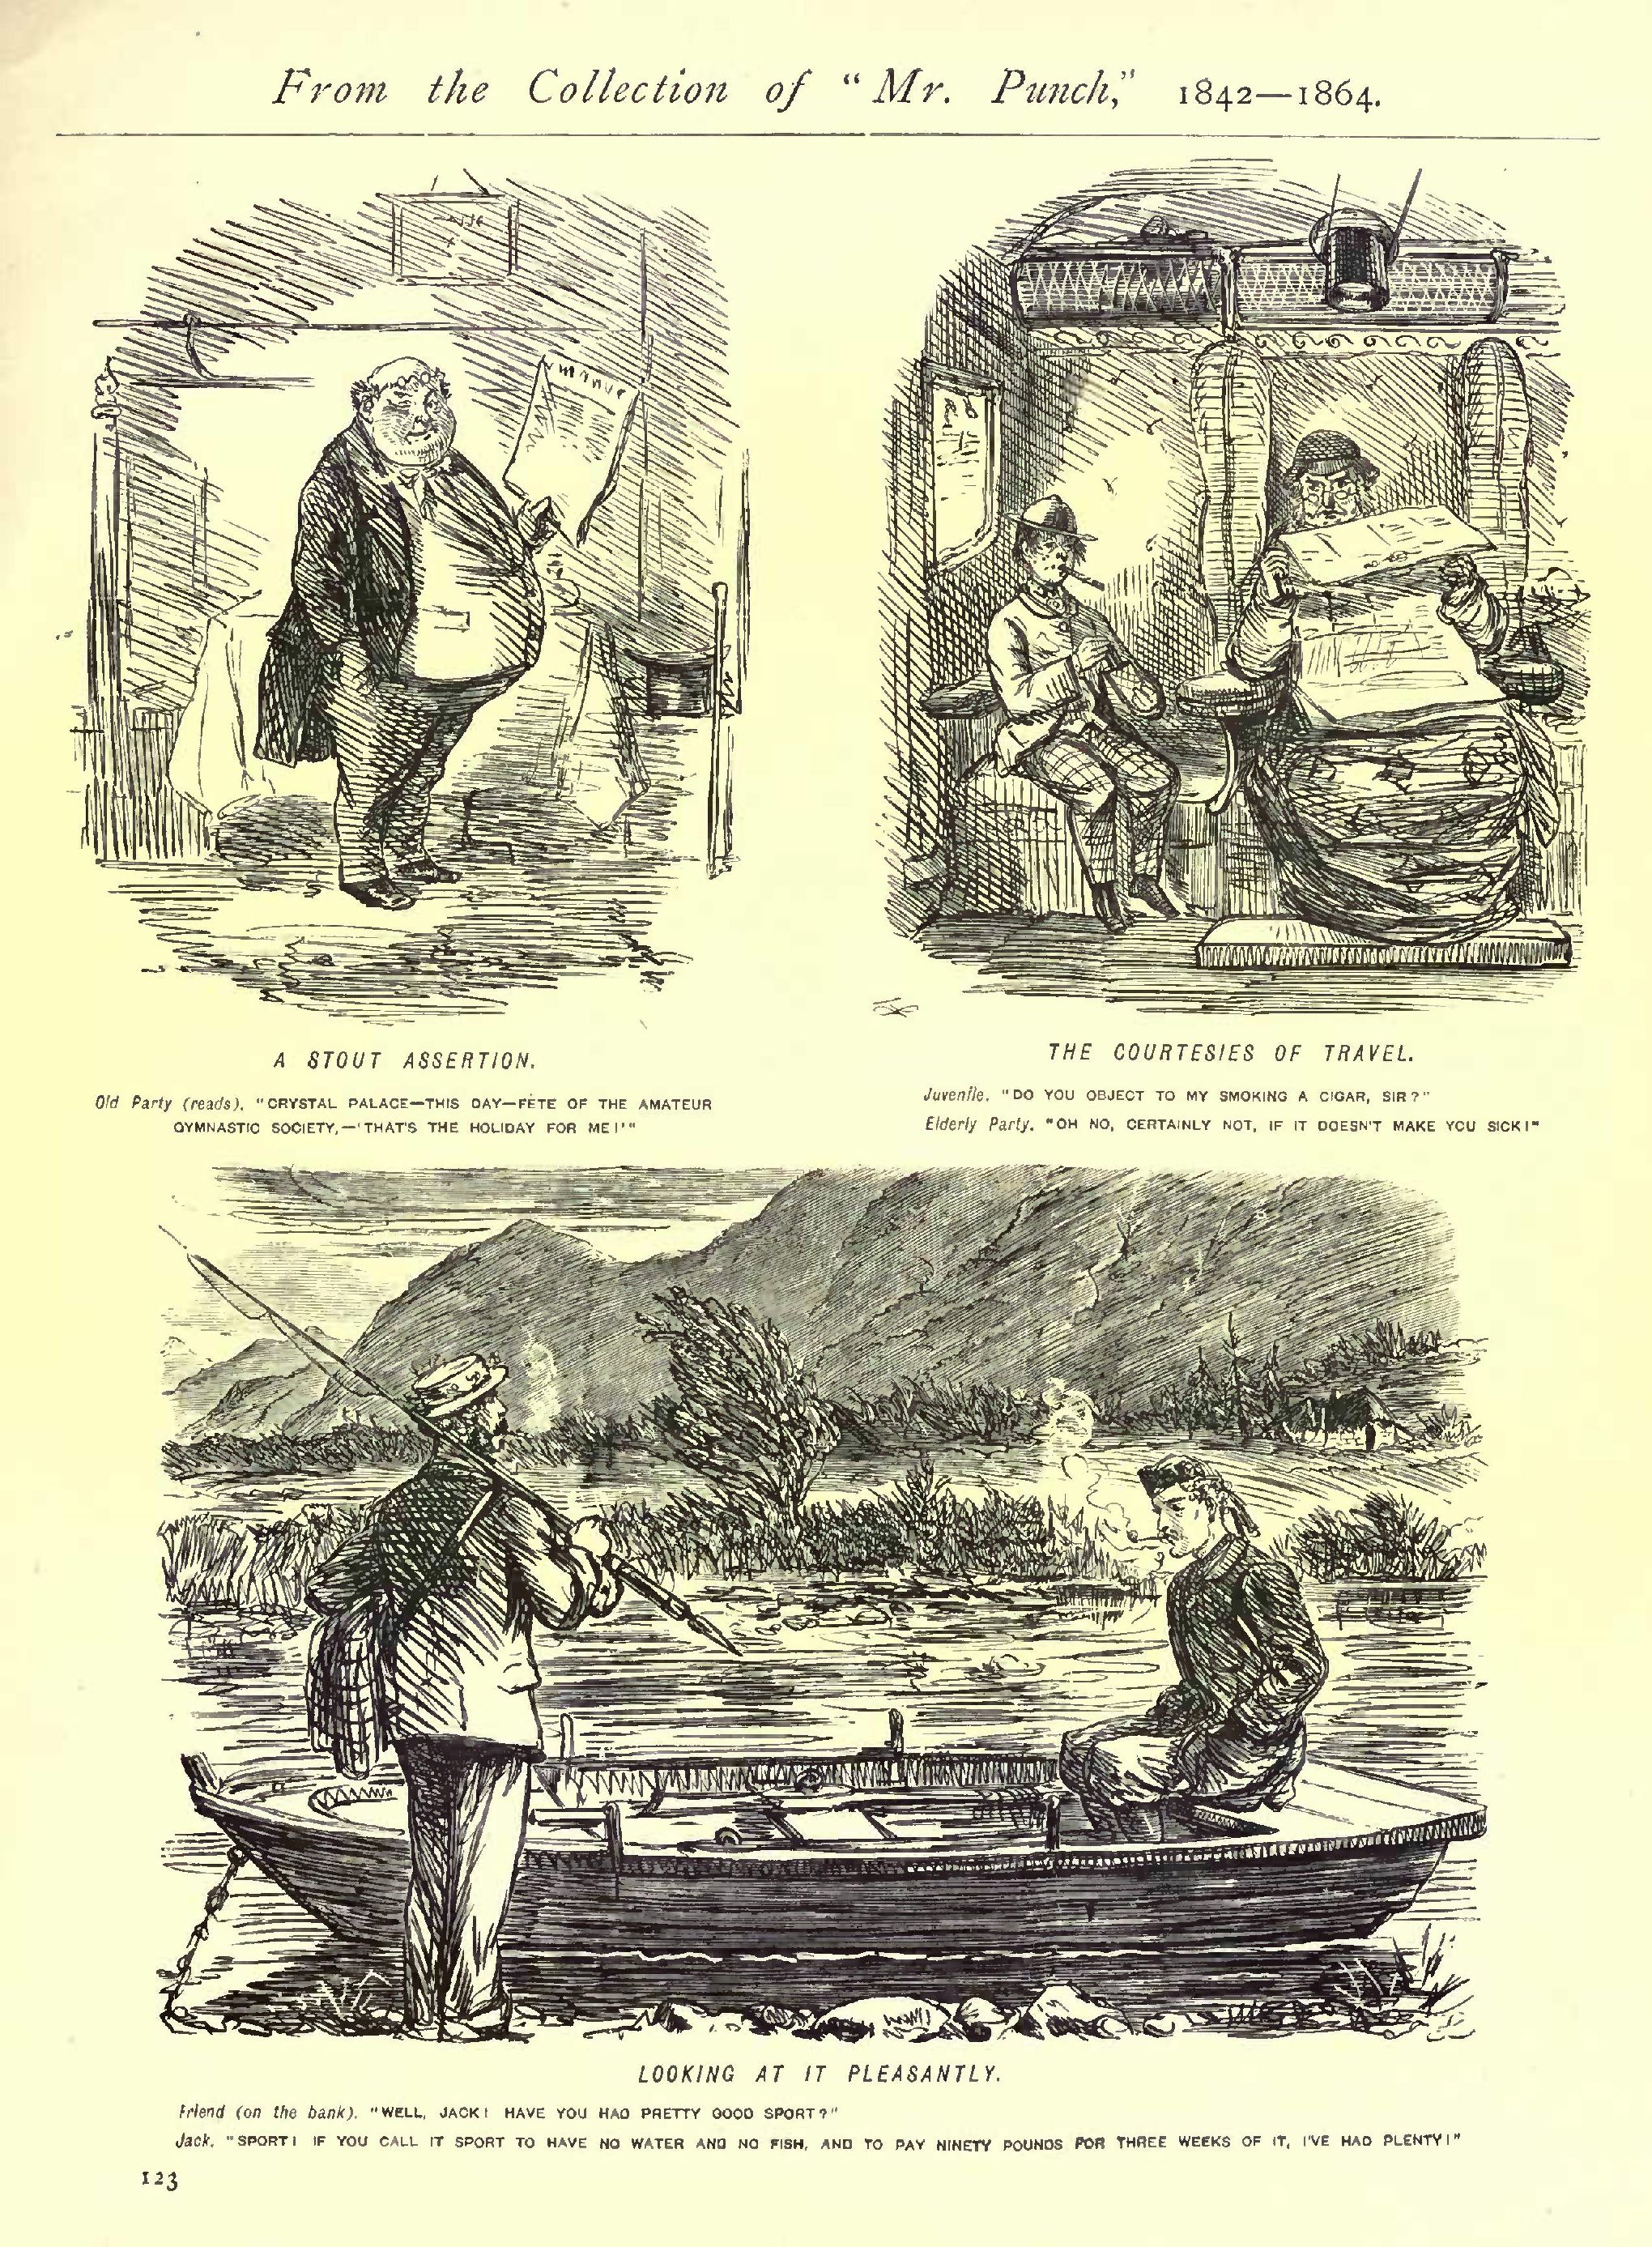 From the Collection of "Mr. Punch," 1842—1864.
A STOUT ASSERTION.
Old Party (reads). "CRYSTAL PALACE—THIS DAY—FÊTE OF THE AMATEUR
GYMNASTIC SOCIETY,—'THAT'S THE HOLIDAY FOR ME!'"
THE COURTESIES OF TRAVEL.
Juvenile. "DO YOU OBJECT TO MY SMOKING A CIGAR, SIR?"
Elderly Party. "OH NO, CERTAINLY NOT, IF IT DOESN'T MAKE YOU SICK!"
LOOKING AT IT PLEASANTLY.
Friend (on the bank). "WELL, JACK! HAVE YOU HAD PRETTY GOOD SPORT?"
Jack. "SPORT! IF YOU CALL IT SPORT TO HAVE NO WATER AND NO FISH, AND TO PAY NINETY POUNDS FOR THREE WEEKS OF IT, I'VE HAD PLENTY!"
123